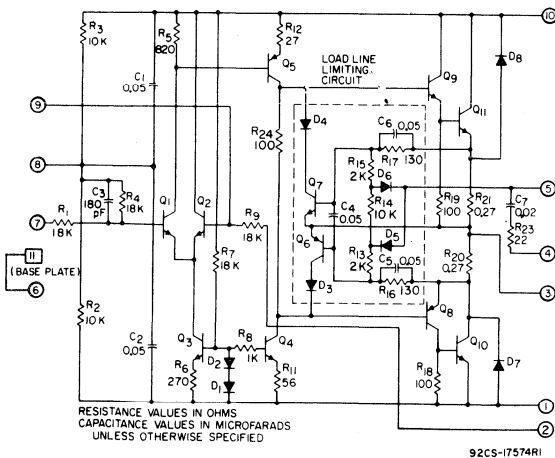 R3
10K
R5
820
R12
27
Q5
10
D8
LOAD LINE
LIMITING
CIRCUIT
Q9
Q11
C1
0.05
9
D4
C6
0.05
R24
100
R17
130
R15
2K
D6
8
C3
180
pF
R4
18K
Q1
Q2
Q7
C4
0.05
R14
10K
R19
100
R21
0.27
5
C7
0.02
R23
22
7
R1
18K
R9
18K
Q6
D5
4
11
(BASE PLATE)
6
R7
18K
R13
2K
C5
0.05
R20
0.27
D3
R16
130
3
R2
10K
Q8
Q3
R8
1K
Q4
Q10
C2
0.05
D2
D7
R6
270
D1
R11
56
R18
100
1
2
RESISTANCE VALUES IN OHMS
CAPACITANCE VALUES IN MICROFARADS
UNLESS OTHERWISE SPECIFIED
92CS-17574R1